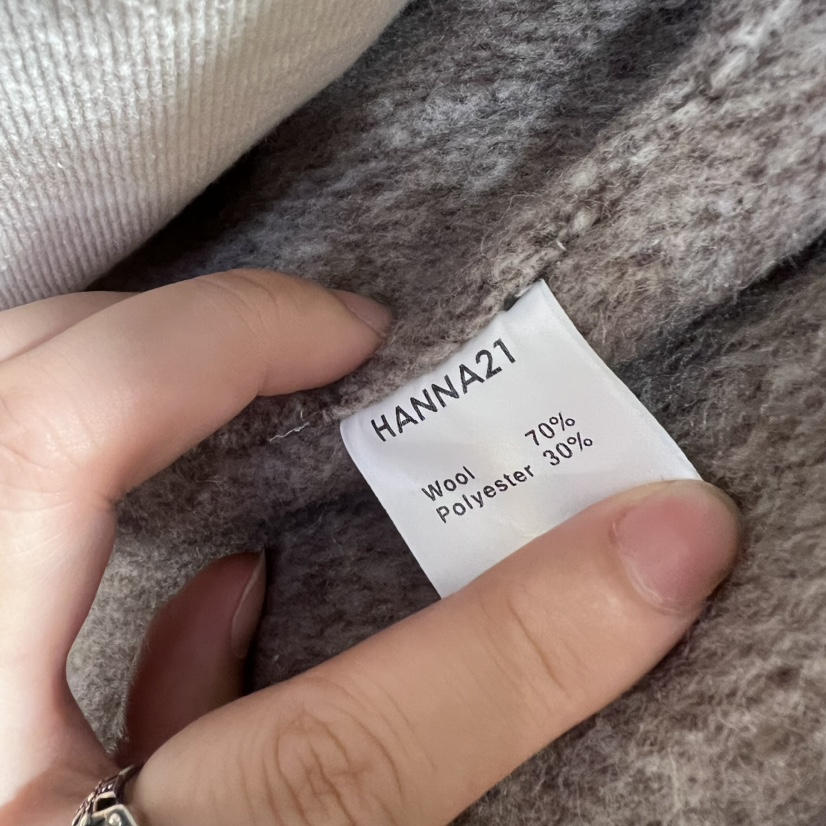 HANNA21
Wool 70%
Polyester 30%